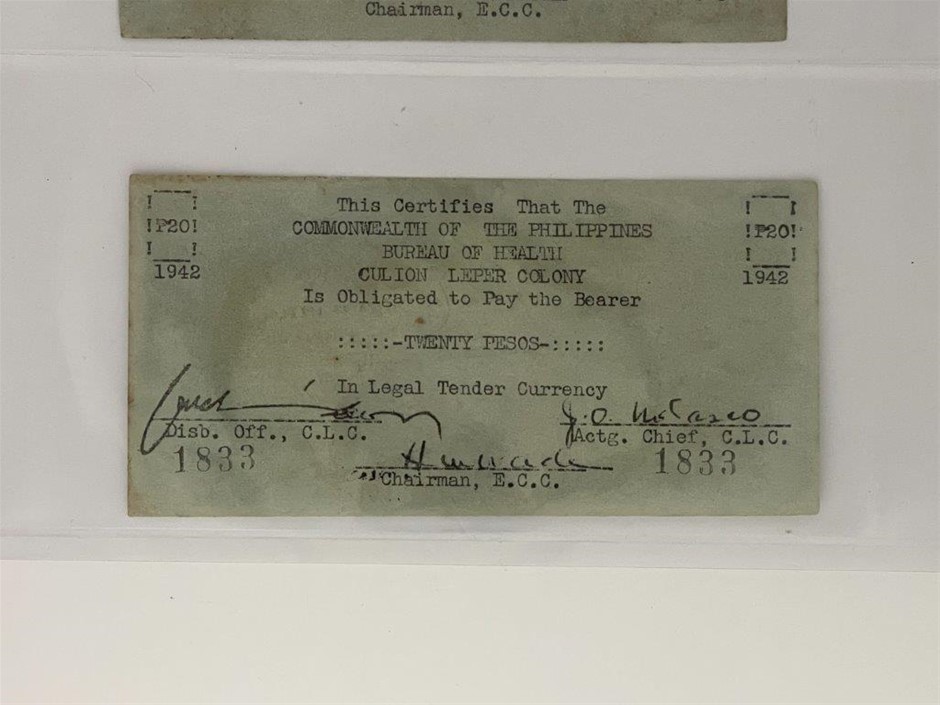 Chairman, E.C.C.
This Certifies That The
!P20! COMMONWEALTH OF THE PHILIPPINES !P20!
BUREAU OF HEALTH
1942 CULION LEPER COLONY 1942
Is Obligated to Pay the Bearer
:::::-TWENTY PESOS-:::::
In Legal Tender Currency
Disb. Off., C.L.C. Actg. Chief, C.L.C.
1833 1833
Chairman, E.C.C.